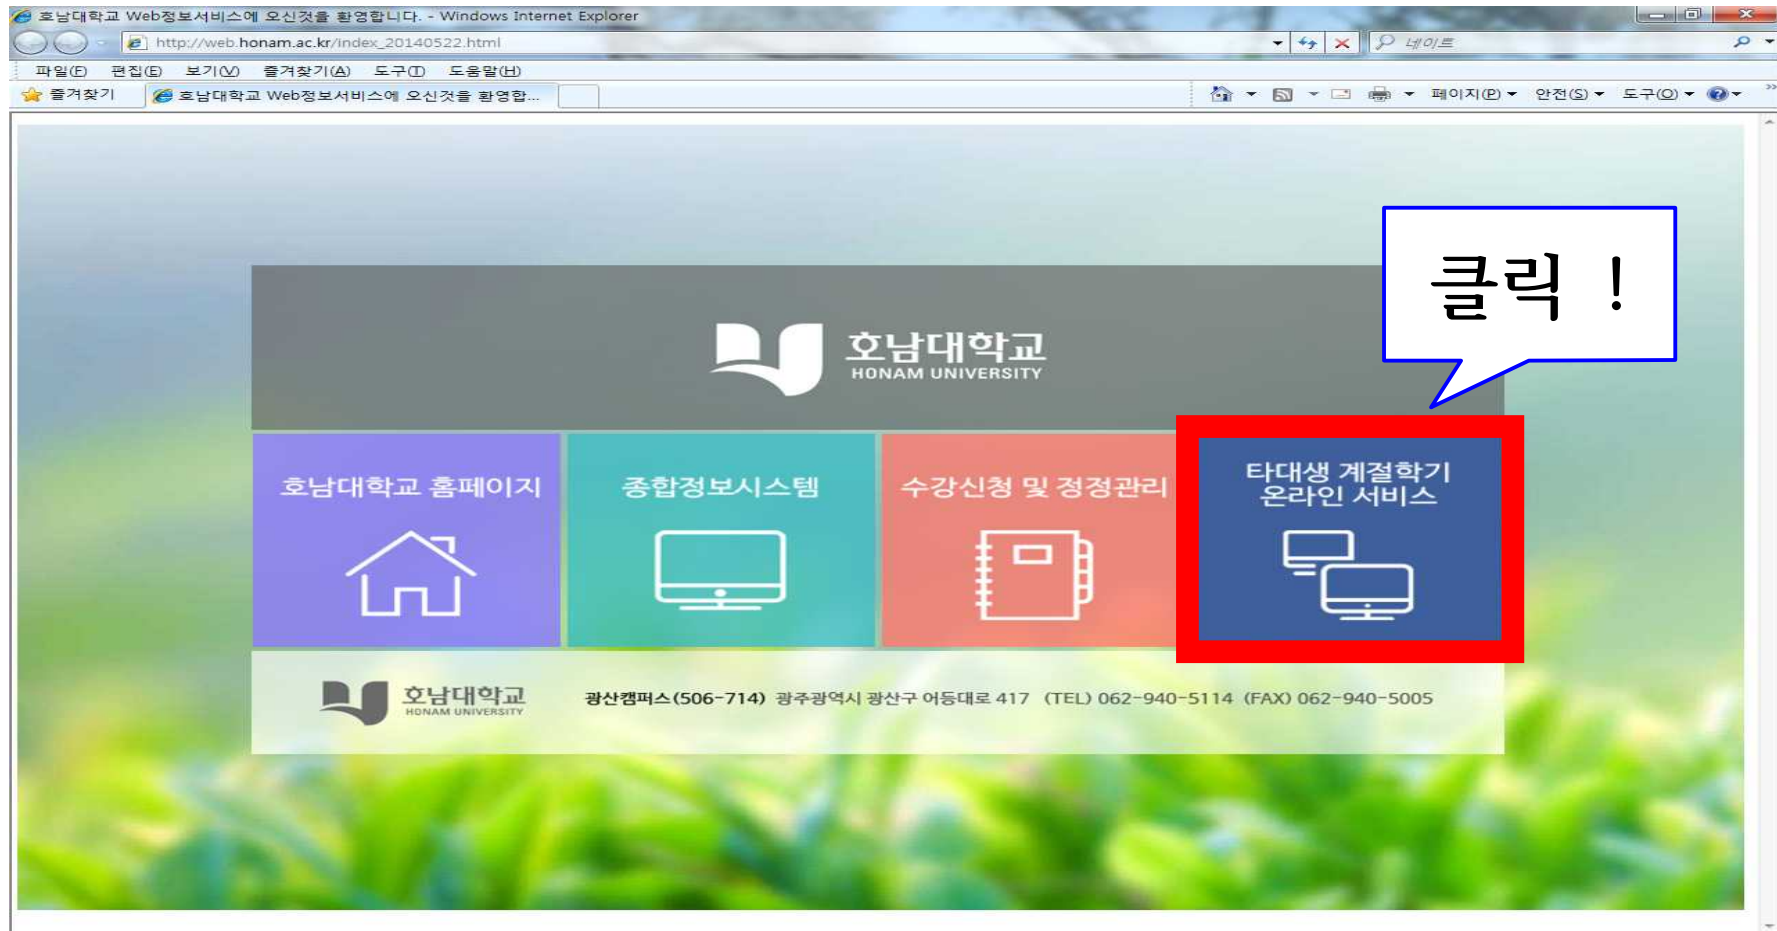 호남대학교 Web정보서비스에 오신것을 환영합니다. - Windows Internet Explorer
http://web.honam.ac.kr/index_20140522.html
네이트
파일(F) 편집(E) 보기(V) 즐겨찾기(A) 도구(T) 도움말(H)
즐겨찾기
호남대학교 Web정보서비스에 오신것을 환영합...
페이지(P) 안전(S) 도구(O)
클릭 !
호남대학교
HONAM UNIVERSITY
호남대학교 홈페이지
종합정보시스템
수강신청 및 정정관리
타대생 계절학기
온라인 서비스
호남대학교
HONAM UNIVERSITY
광산캠퍼스(506-714) 광주광역시 광산구 어등대로 417 (TEL) 062-940-5114 (FAX) 062-940-5005